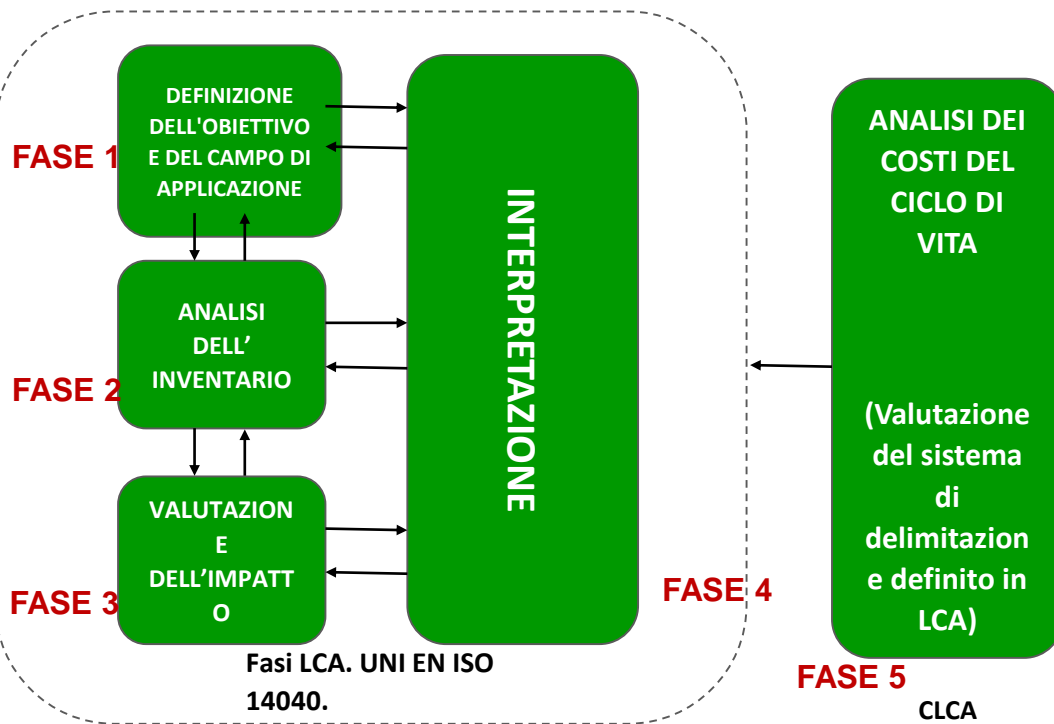 FASE 1
DEFINIZIONE
DELL'OBIETTIVO
E DEL CAMPO DI
APPLICAZIONE
FASE 2
ANALISI
DELL’
INVENTARIO
FASE 3
VALUTAZION
E
DELL’IMPATT
O
INTERPRETAZIONE
FASE 4
Fasi LCA. UNI EN ISO
14040.
ANALISI DEI
COSTI DEL
CICLO DI
VITA
(Valutazione
del sistema
di
delimitazion
e definito in
LCA)
FASE 5
CLCA